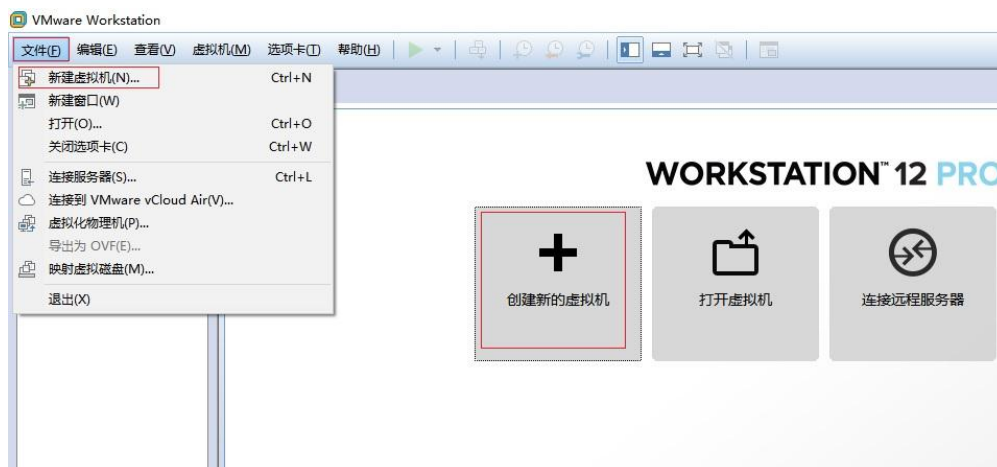 VMware Workstation
文件(F) 编辑(E) 查看(V) 虚拟机(M) 选项卡(T) 帮助(H)
新建虚拟机(N)... Ctrl+N
新建窗口(W)
打开(O)... Ctrl+O
关闭选项卡(C) Ctrl+W
连接服务器(S)... Ctrl+L
连接到 VMware vCloud Air(V)...
虚拟化物理机(P)...
导出为 OVF(E)...
映射虚拟磁盘(M)...
退出(X)
WORKSTATION™ 12 PRO
创建新的虚拟机
打开虚拟机
连接远程服务器